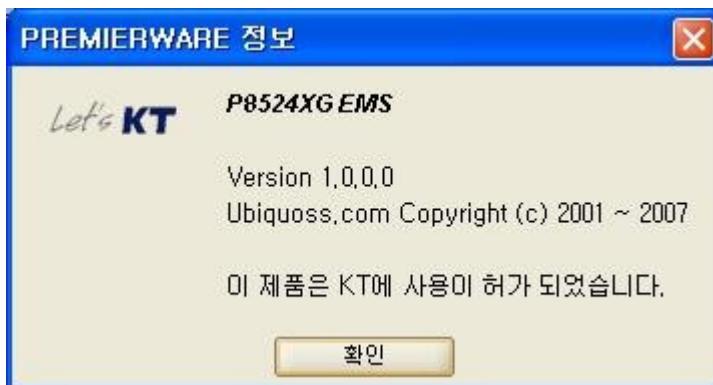 PREMIERWARE 정보
Let's KT
P8524XG EMS
Version 1,0,0,0
Ubiquoss,com Copyright (c) 2001 ~ 2007
이 제품은 KT에 사용이 허가 되었습니다,
확인